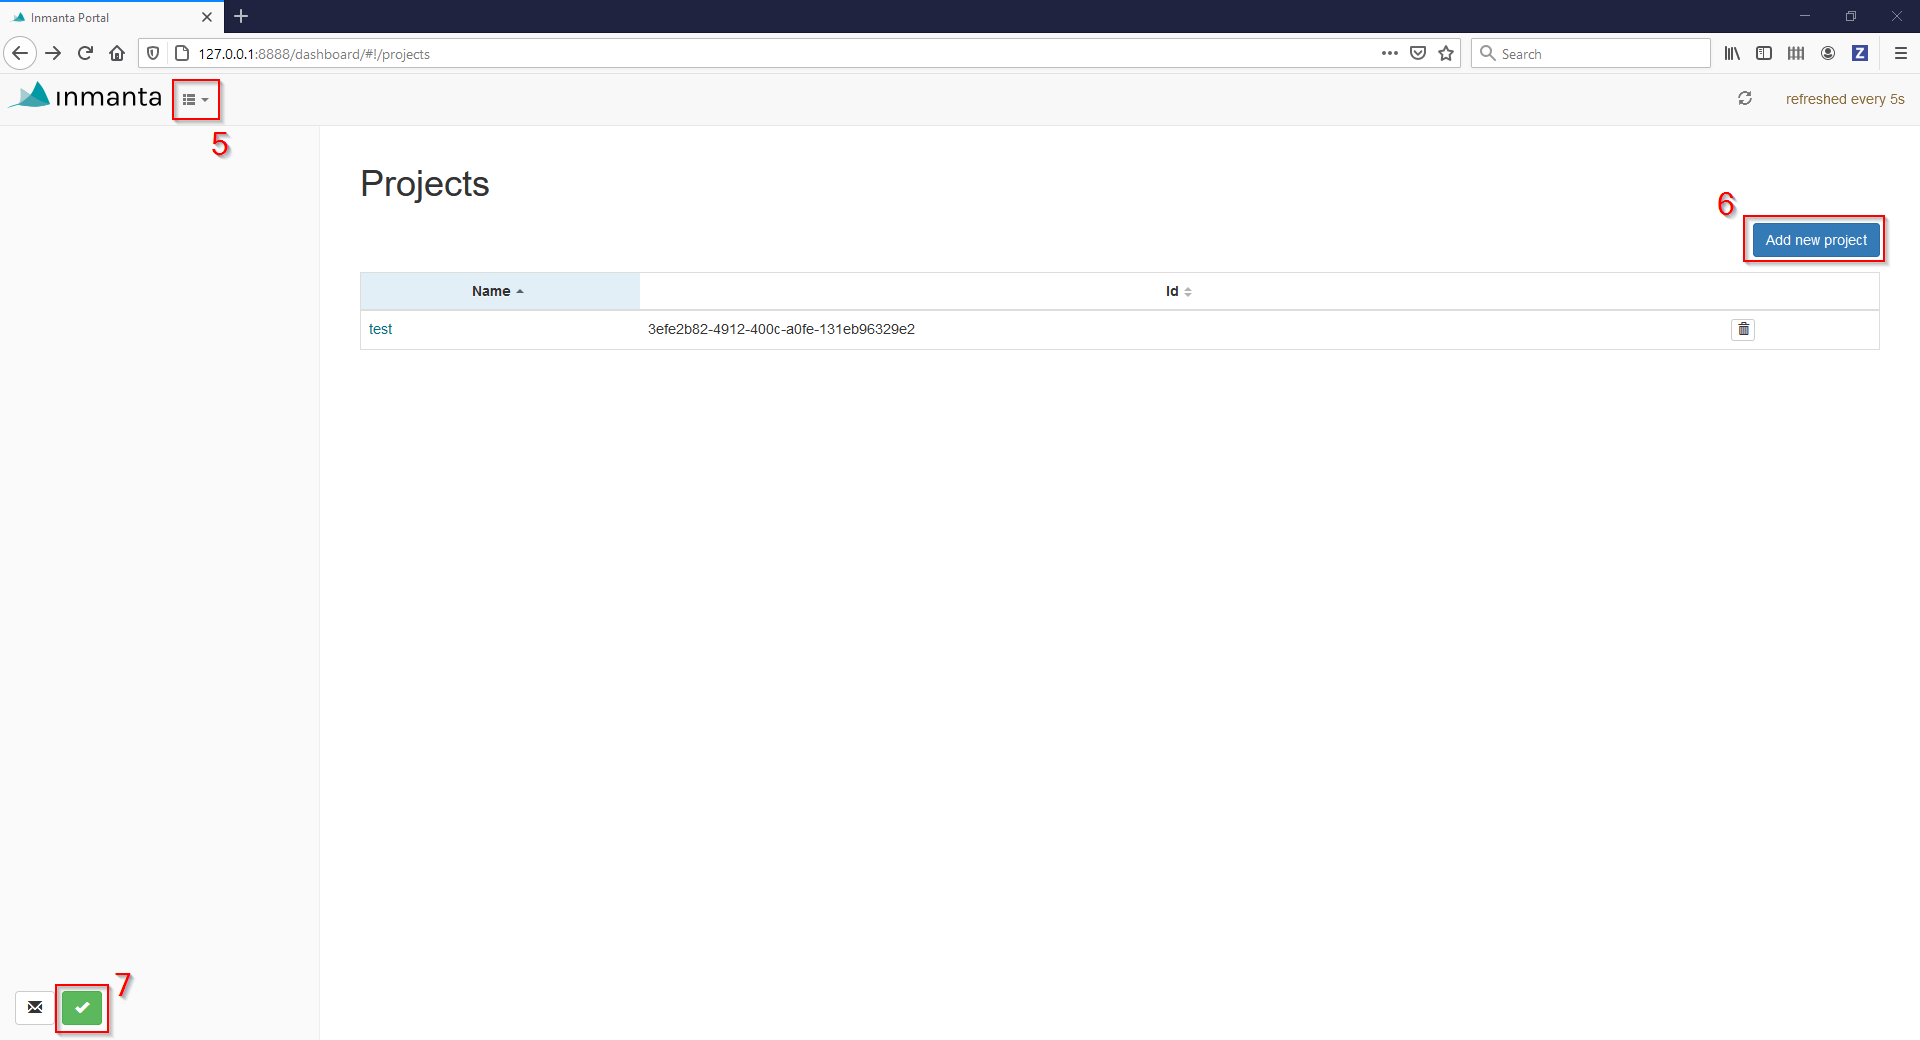 Inmanta Portal
127.0.0.1:8888/dashboard/#!/projects
Search
Z
inmanta
refreshed every 5s
5
Projects
6
Add new project
Name Id
test 3efe2b82-4912-400c-a0fe-131eb96329e2
7